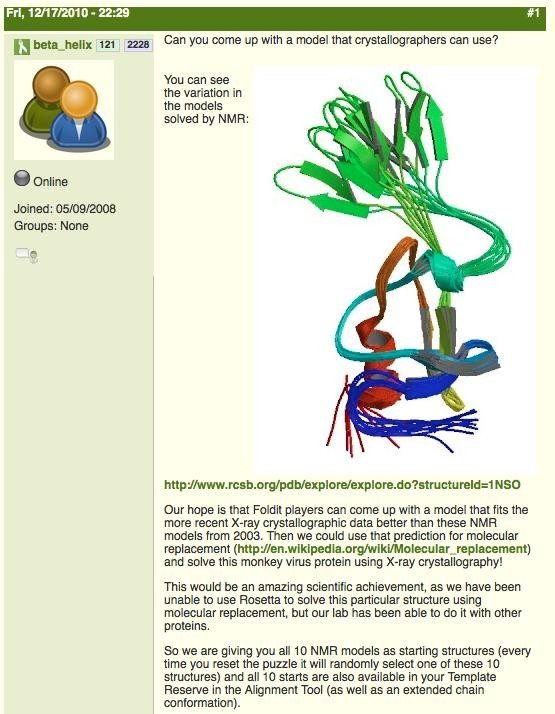 Fri, 12/17/2010 - 22:29 #1
beta_helix 121 2228
Can you come up with a model that crystallographers can use?
You can see
the variation in
the models
solved by NMR:
Online
Joined: 05/09/2008
Groups: None
http://www.rcsb.org/pdb/explore/explore.do?structureId=1NSO
Our hope is that Foldit players can come up with a model that fits the
more recent X-ray crystallographic data better than these NMR
models from 2003. Then we could use that prediction for molecular
replacement (http://en.wikipedia.org/wiki/Molecular_replacement)
and solve this monkey virus protein using X-ray crystallography!
This would be an amazing scientific achievement, as we have been
unable to use Rosetta to solve this particular structure using
molecular replacement, but our lab has been able to do it with other
proteins.
So we are giving you all 10 NMR models as starting structures (every
time you reset the puzzle it will randomly select one of these 10
structures) and all 10 starts are also available in your Template
Reserve in the Alignment Tool (as well as an extended chain
conformation).